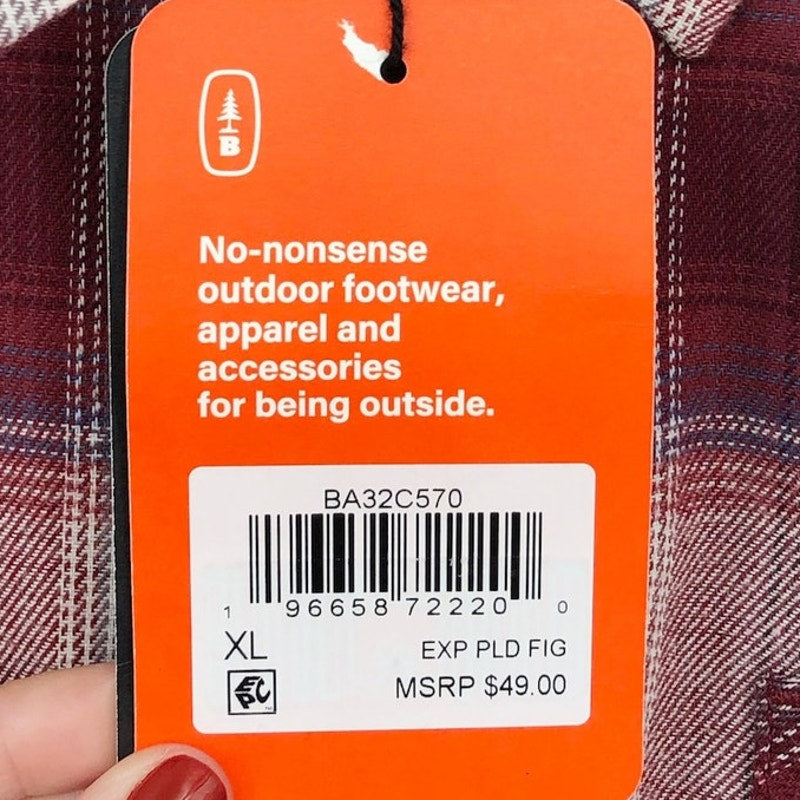 B
No-nonsense
outdoor footwear,
apparel and
accessories
for being outside.
BA32C570
1 96658 72220 0
XL
EXP PLD FIG
EPC
MSRP $49.00